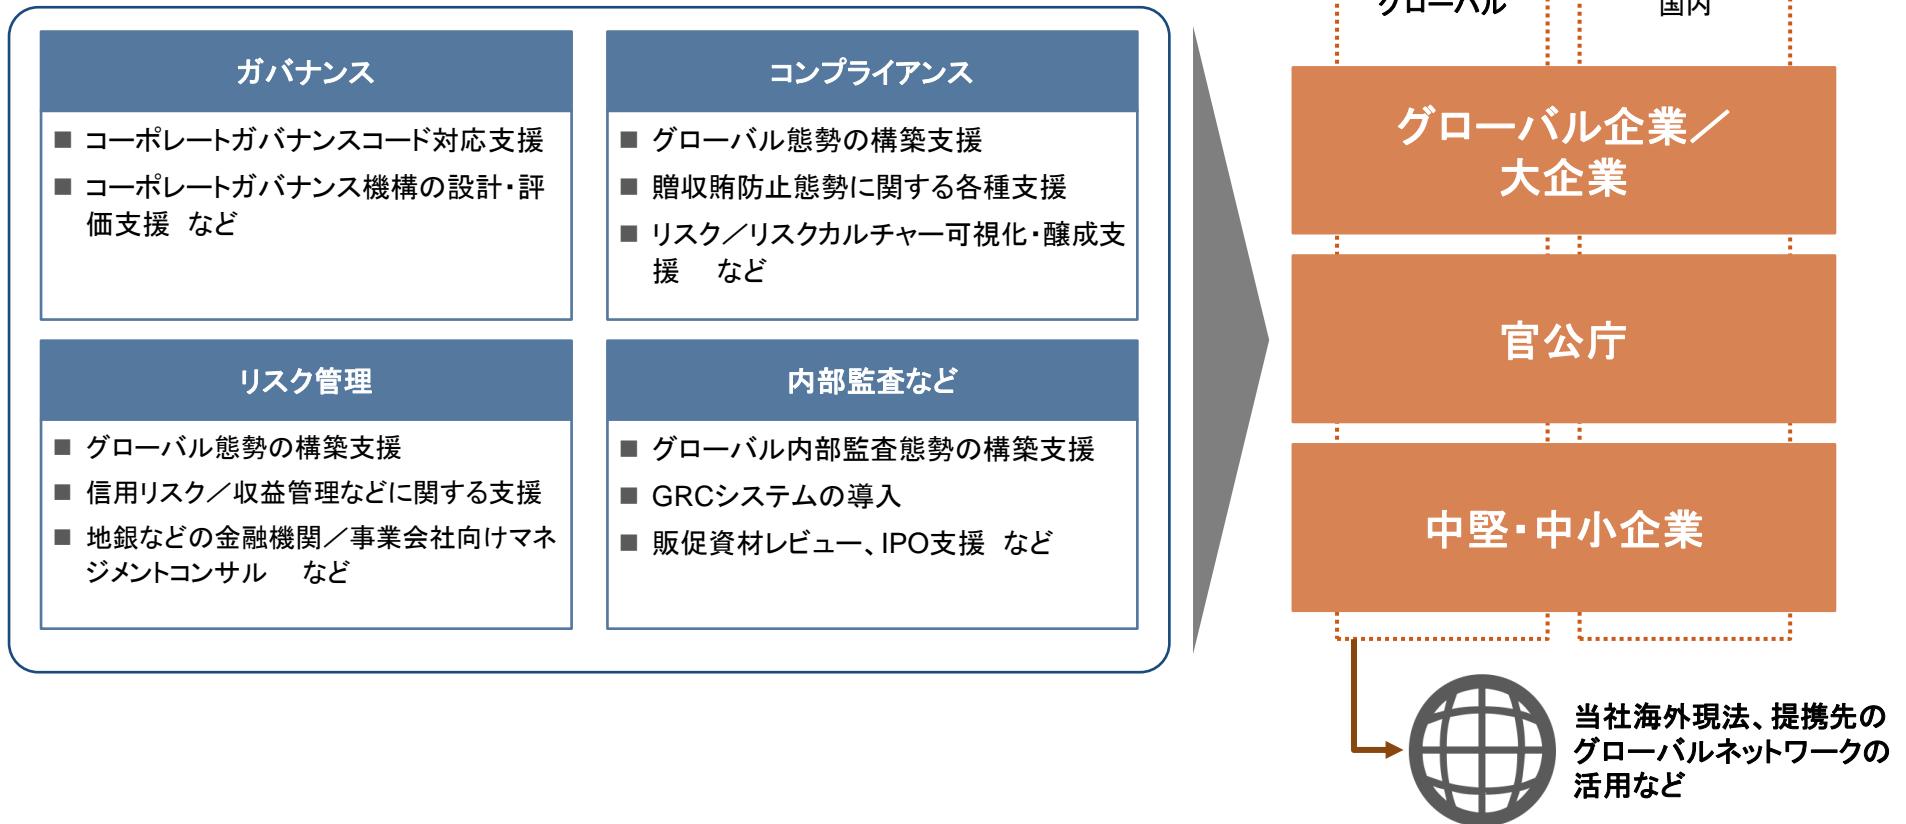 ガバナンス
■ コーポレートガバナンスコード対応支援
■ コーポレートガバナンス機構の設計・評
価支援 など
コンプライアンス
■ グローバル態勢の構築支援
■ 贈収賄防止態勢に関する各種支援
■ リスク／リスクカルチャー可視化・醸成支
援 など
リスク管理
■ グローバル態勢の構築支援
■ 信用リスク／収益管理などに関する支援
■ 地銀などの金融機関／事業会社向けマネ
ジメントコンサル など
内部監査など
■ グローバル内部監査態勢の構築支援
■ GRCシステムの導入
■ 販促資材レビュー、IPO支援 など
グローバル
国内
グローバル企業／
大企業
官公庁
中堅・中小企業
当社海外現法、提携先の
グローバルネットワークの
活用など